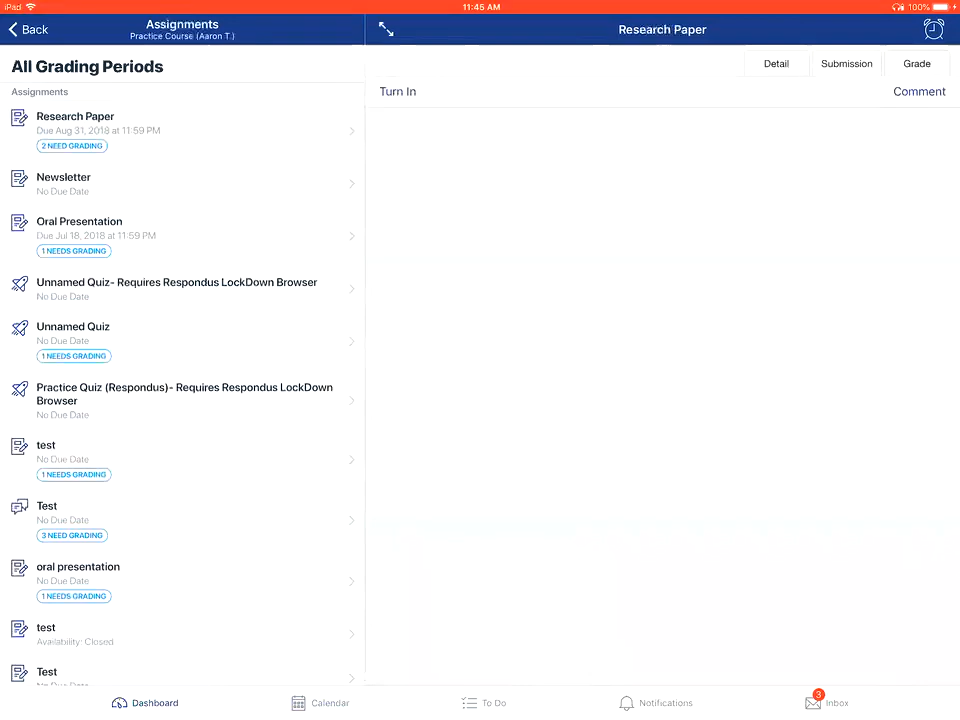 iPad
11:45 AM
100%
Back
Assignments
Practice Course (Aaron T.)
Research Paper
All Grading Periods
Detail
Submission
Grade
Assignments
Turn In
Comment
Research Paper
Due Aug 31, 2018 at 11:59 PM
2 NEED GRADING
Newsletter
No Due Date
Oral Presentation
Due Jul 18, 2018 at 11:59 PM
1 NEEDS GRADING
Unnamed Quiz- Requires Respondus LockDown Browser
No Due Date
Unnamed Quiz
No Due Date
1 NEEDS GRADING
Practice Quiz (Respondus)- Requires Respondus LockDown
Browser
No Due Date
test
No Due Date
1 NEEDS GRADING
Test
No Due Date
3 NEED GRADING
oral presentation
No Due Date
1 NEEDS GRADING
test
Availability: Closed
Test
No Due Date
Dashboard
Calendar
To Do
Notifications
3
Inbox